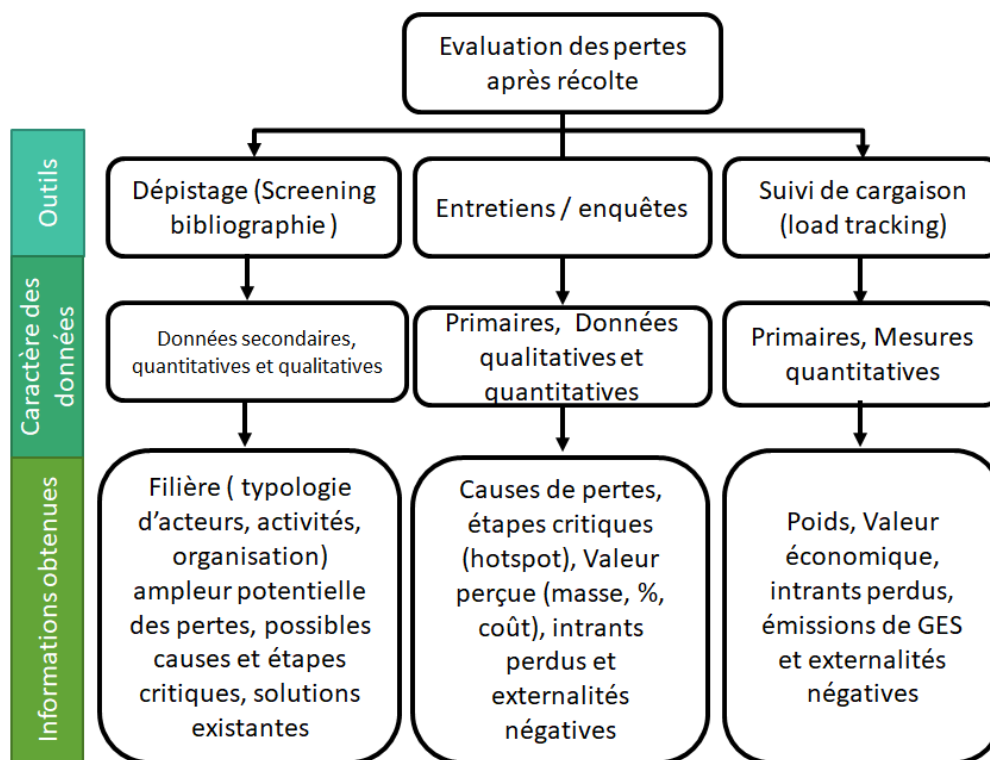 Evaluation des pertes
après récolte
Outils
Dépistage (Screening
bibliographie )
Entretiens / enquêtes
Suivi de cargaison
(load tracking)
Caractère des
données
Données secondaires,
quantitatives et qualitatives
Primaires, Données
qualitatives et
quantitatives
Primaires, Mesures
quantitatives
Informations obtenues
Filière ( typologie
d’acteurs, activités,
organisation)
ampleur potentielle
des pertes, possibles
causes et étapes
critiques, solutions
existantes
Causes de pertes,
étapes critiques
(hotspot), Valeur
perçue (masse, %,
coût), intrants
perdus et
externalités
négatives
Poids, Valeur
économique,
intrants perdus,
émissions de GES
et externalités
négatives